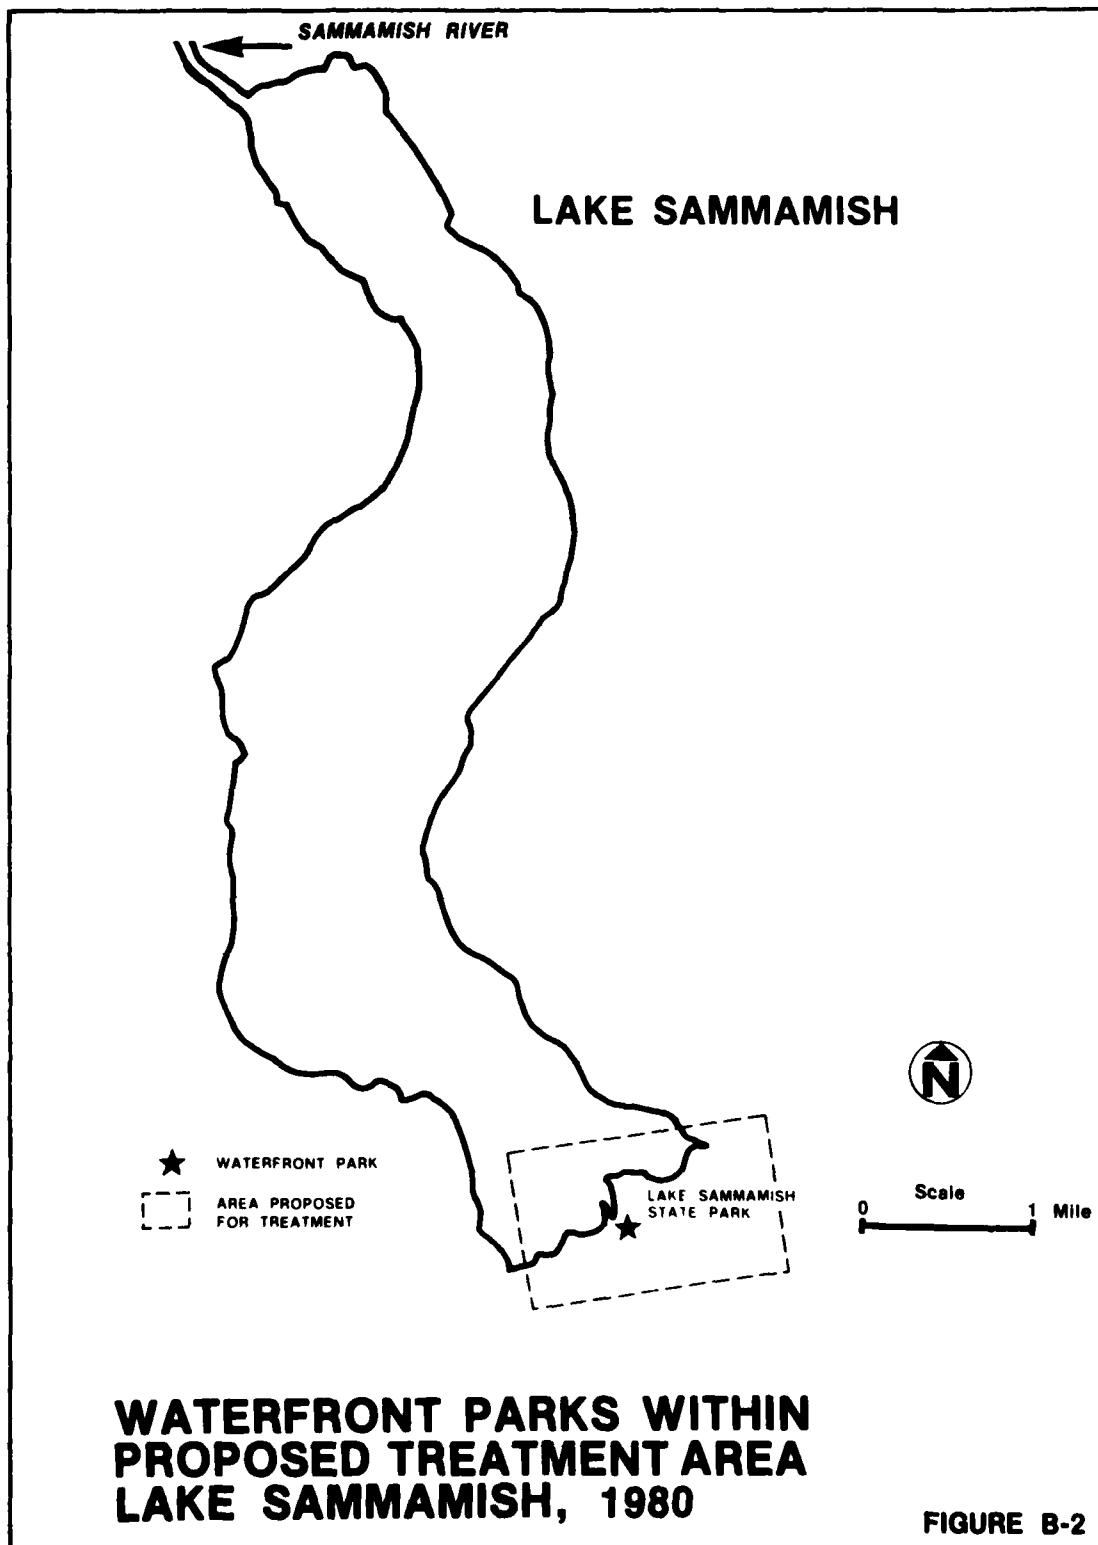 SAMMAMISH RIVER
LAKE SAMMAMISH
N
WATERFRONT PARK
AREA PROPOSED
FOR TREATMENT
LAKE SAMMAMISH
STATE PARK
Scale
0 1 Mile
WATERFRONT PARKS WITHIN
PROPOSED TREATMENT AREA
LAKE SAMMAMISH, 1980
FIGURE B-2